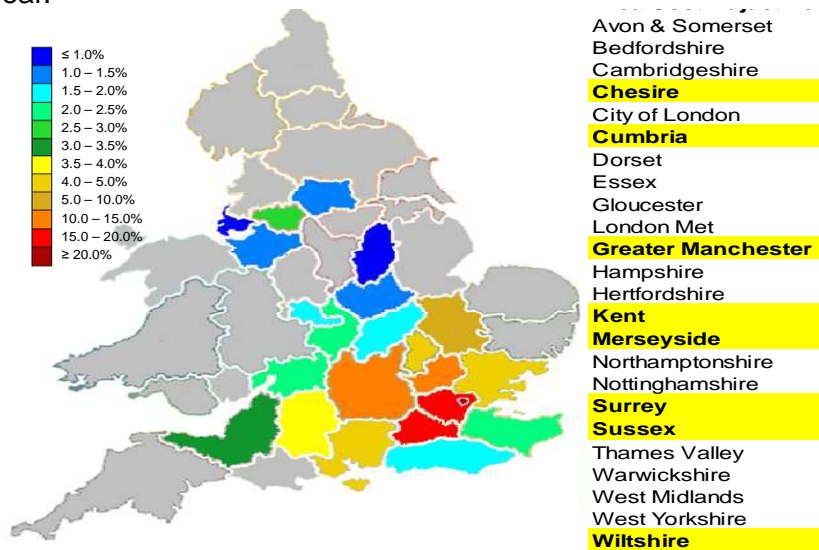 ≤ 1.0%
1.0 – 1.5%
1.5 – 2.0%
2.0 – 2.5%
2.5 – 3.0%
3.0 – 3.5%
3.5 – 4.0%
4.0 – 5.0%
5.0 – 10.0%
10.0 – 15.0%
15.0 – 20.0%
≥ 20.0%
Avon & Somerset
Bedfordshire
Cambridgeshire
Chesire
City of London
Cumbria
Dorset
Essex
Gloucester
London Met
Greater Manchester
Hampshire
Hertfordshire
Kent
Merseyside
Northamptonshire
Nottinghamshire
Surrey
Sussex
Thames Valley
Warwickshire
West Midlands
West Yorkshire
Wiltshire